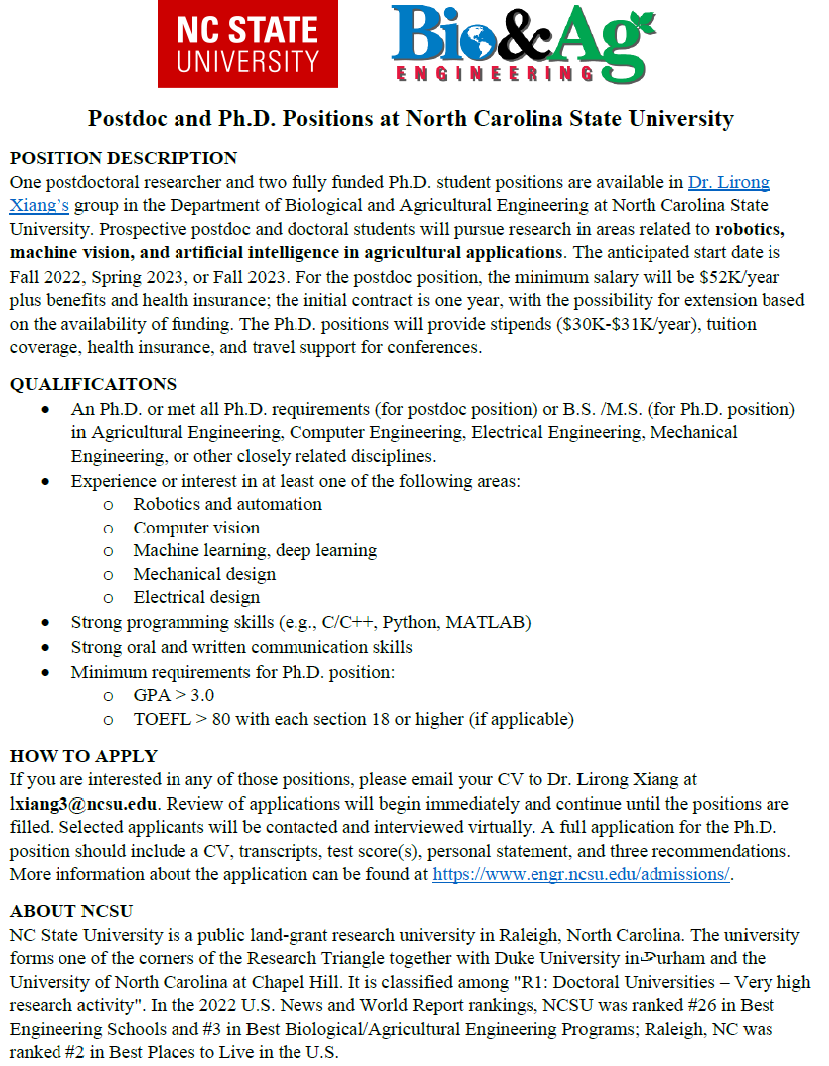 NC STATE
UNIVERSITY
Bio&Ag
ENGINEERING
Postdoc and Ph.D. Positions at North Carolina State University
POSITION DESCRIPTION
One postdoctoral researcher and two fully funded Ph.D. student positions are available in Dr. Lirong
Xiang's group in the Department of Biological and Agricultural Engineering at North Carolina State
University. Prospective postdoc and doctoral students will pursue research in areas related to robotics,
machine vision, and artificial intelligence in agricultural applications. The anticipated start date is
Fall 2022, Spring 2023, or Fall 2023. For the postdoc position, the minimum salary will be $52K/year
plus benefits and health insurance; the initial contract is one year, with the possibility for extension based
on the availability of funding. The Ph.D. positions will provide stipends ($30K-$31K/year), tuition
coverage, health insurance, and travel support for conferences.
QUALIFICAITONS
• An Ph.D. or met all Ph.D. requirements (for postdoc position) or B.S. /M.S. (for Ph.D. position)
in Agricultural Engineering, Computer Engineering, Electrical Engineering, Mechanical
Engineering, or other closely related disciplines.
• Experience or interest in at least one of the following areas:
o Robotics and automation
o Computer vision
o Machine learning, deep learning
o Mechanical design
o Electrical design
• Strong programming skills (e.g., C/C++, Python, MATLAB)
• Strong oral and written communication skills
• Minimum requirements for Ph.D. position:
o GPA > 3.0
o TOEFL > 80 with each section 18 or higher (if applicable)
HOW TO APPLY
If you are interested in any of those positions, please email your CV to Dr. Lirong Xiang at
lxiang3@ncsu.edu. Review of applications will begin immediately and continue until the positions are
filled. Selected applicants will be contacted and interviewed virtually. A full application for the Ph.D.
position should include a CV, transcripts, test score(s), personal statement, and three recommendations.
More information about the application can be found at https://www.engr.ncsu.edu/admissions/.
ABOUT NCSU
NC State University is a public land-grant research university in Raleigh, North Carolina. The university
forms one of the corners of the Research Triangle together with Duke University in urham and the
University of North Carolina at Chapel Hill. It is classified among "R1: Doctoral Universities – Very high
research activity". In the 2022 U.S. News and World Report rankings, NCSU was ranked #26 in Best
Engineering Schools and #3 in Best Biological/Agricultural Engineering Programs; Raleigh, NC was
ranked #2 in Best Places to Live in the U.S.